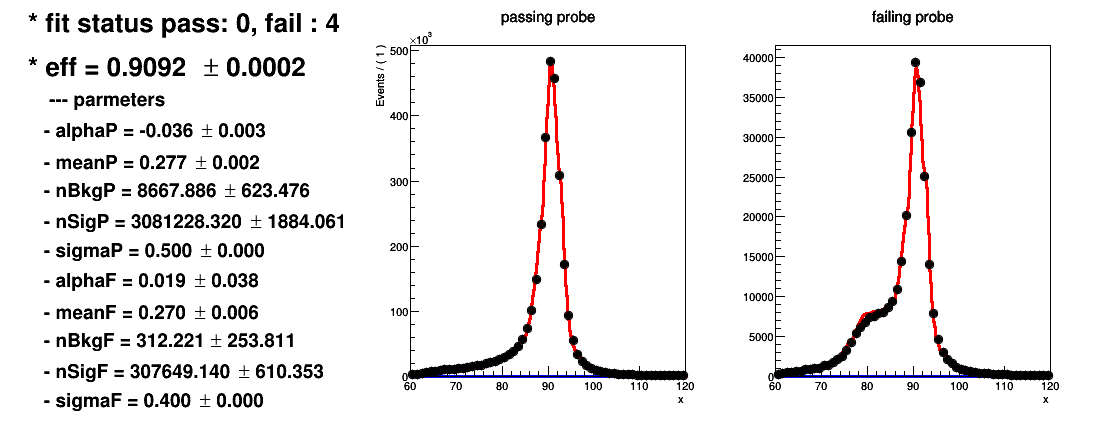 * fit status pass: 0, fail : 4
* eff = 0.9092 ± 0.0002
--- parmeters
- alphaP = -0.036 ± 0.003
- meanP = 0.277 ± 0.002
- nBkgP = 8667.886 ± 623.476
- nSigP = 3081228.320 ± 1884.061
- sigmaP = 0.500 ± 0.000
- alphaF = 0.019 ± 0.038
- meanF = 0.270 ± 0.006
- nBkgF = 312.221 ± 253.811
- nSigF = 307649.140 ± 610.353
- sigmaF = 0.400 ± 0.000
passing probe
×10³
Events / ( 1 )
500
400
300
200
100
0
60 70 80 90 100 110 120
x
failing probe
40000
35000
30000
25000
20000
15000
10000
5000
0
60 70 80 90 100 110 120
x